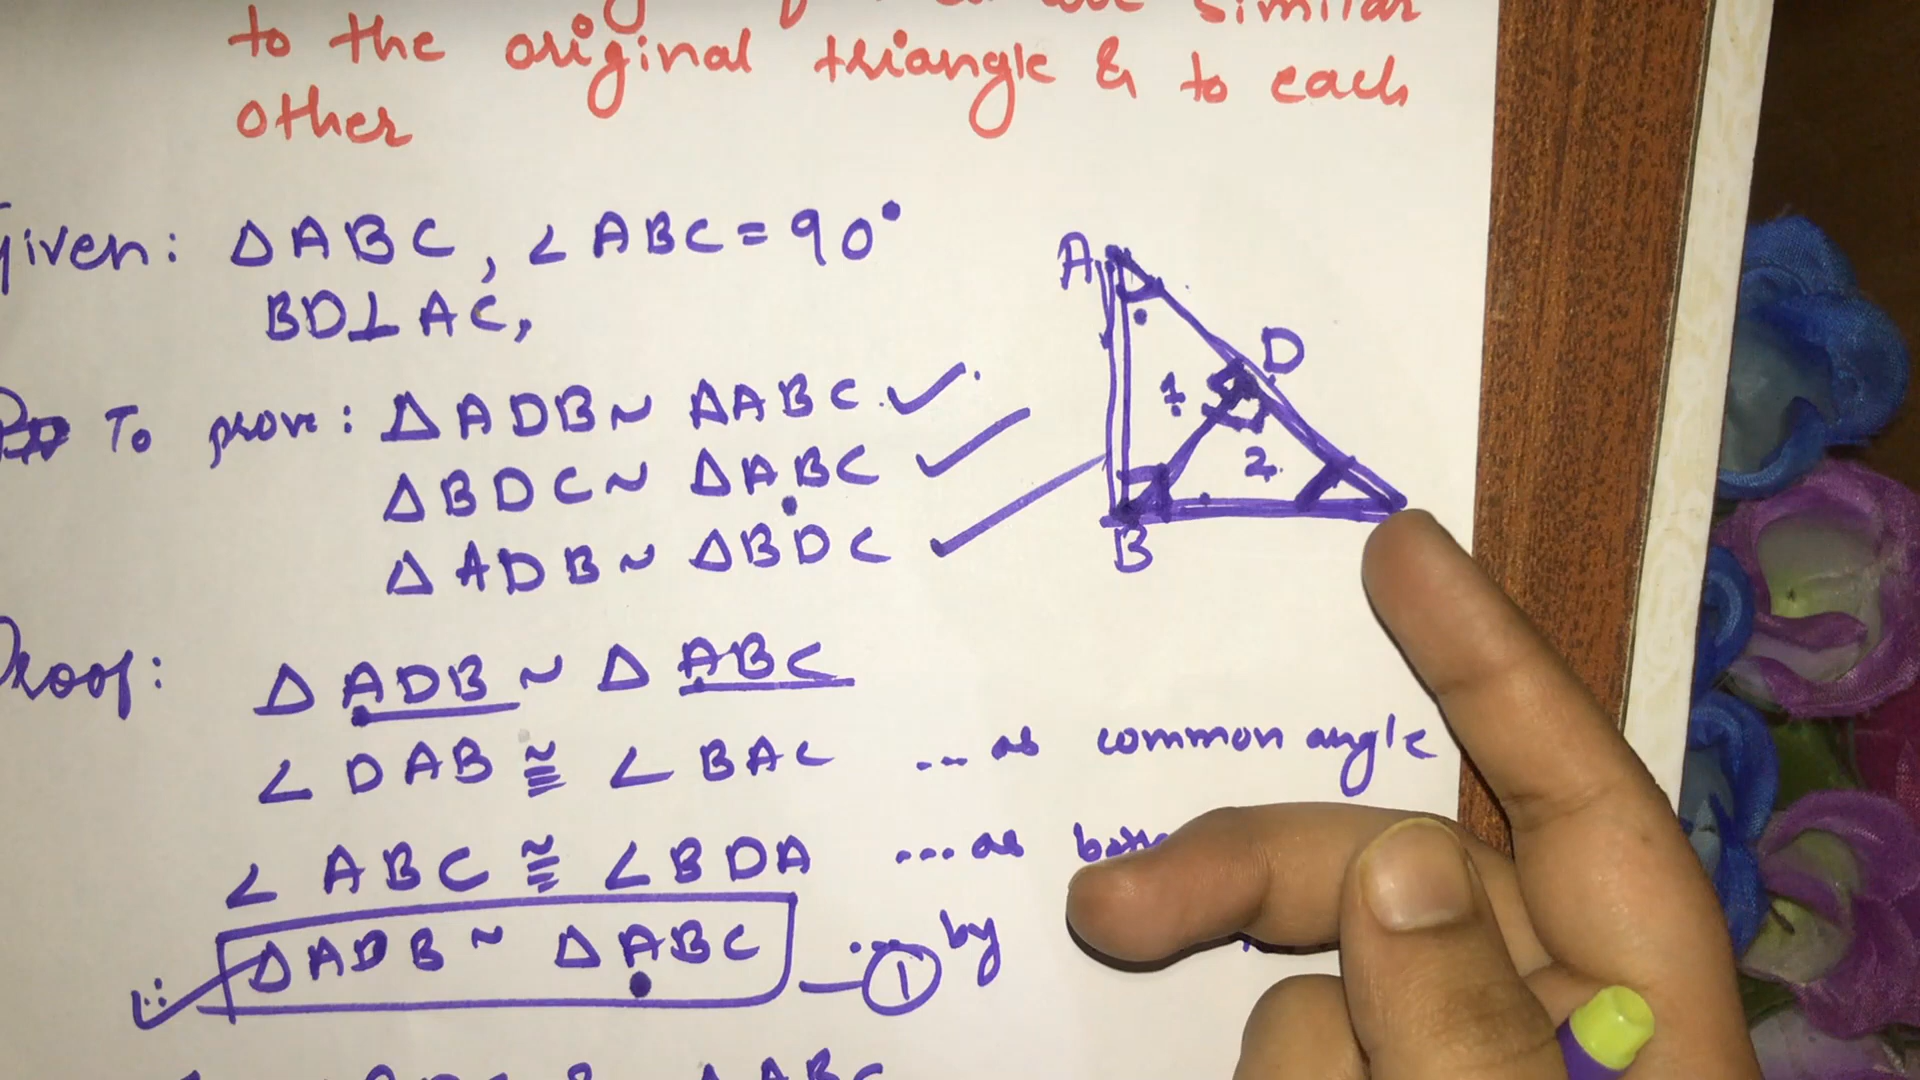 similar
to the original triangle & to each
other
Given: ΔABC, ∠ABC = 90°
BD⊥AC,
To prove: ΔADB ~ ΔABC
ΔBDC ~ ΔABC
ΔADB ~ ΔBDC
A
D
1
2
B
Proof: ΔADB ~ ΔABC
∠DAB ≅ ∠BAC ... as common angle
∠ABC ≅ ∠BDA ... as
ΔADB ~ ΔABC — ① by
ΔABC